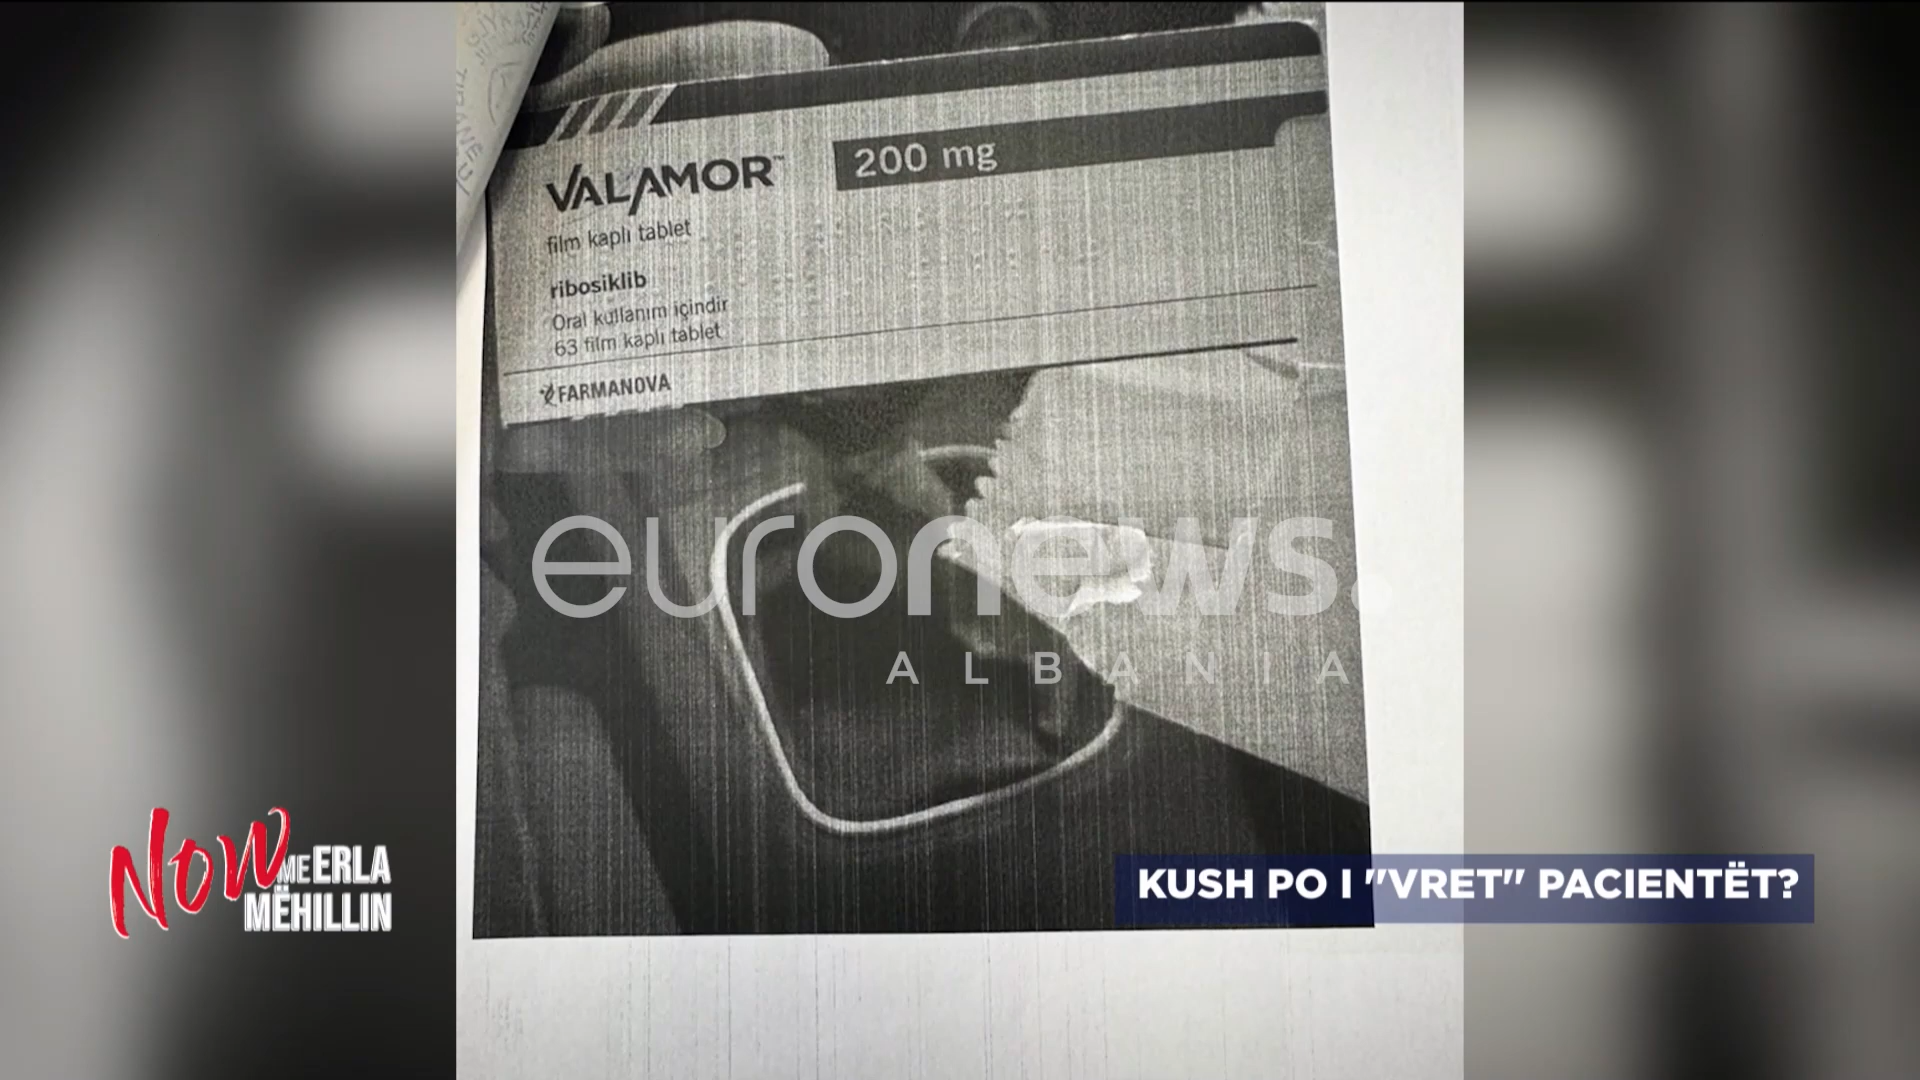 VALAMOR™
200 mg
film kaplı tablet
ribosiklib
Oral kullanım içindir
63 film kaplı tablet
FARMANOVA
euronews.
ALBANIA
Now ME ERLA
MËHILLIN
KUSH PO I "VRET" PACIENTËT?